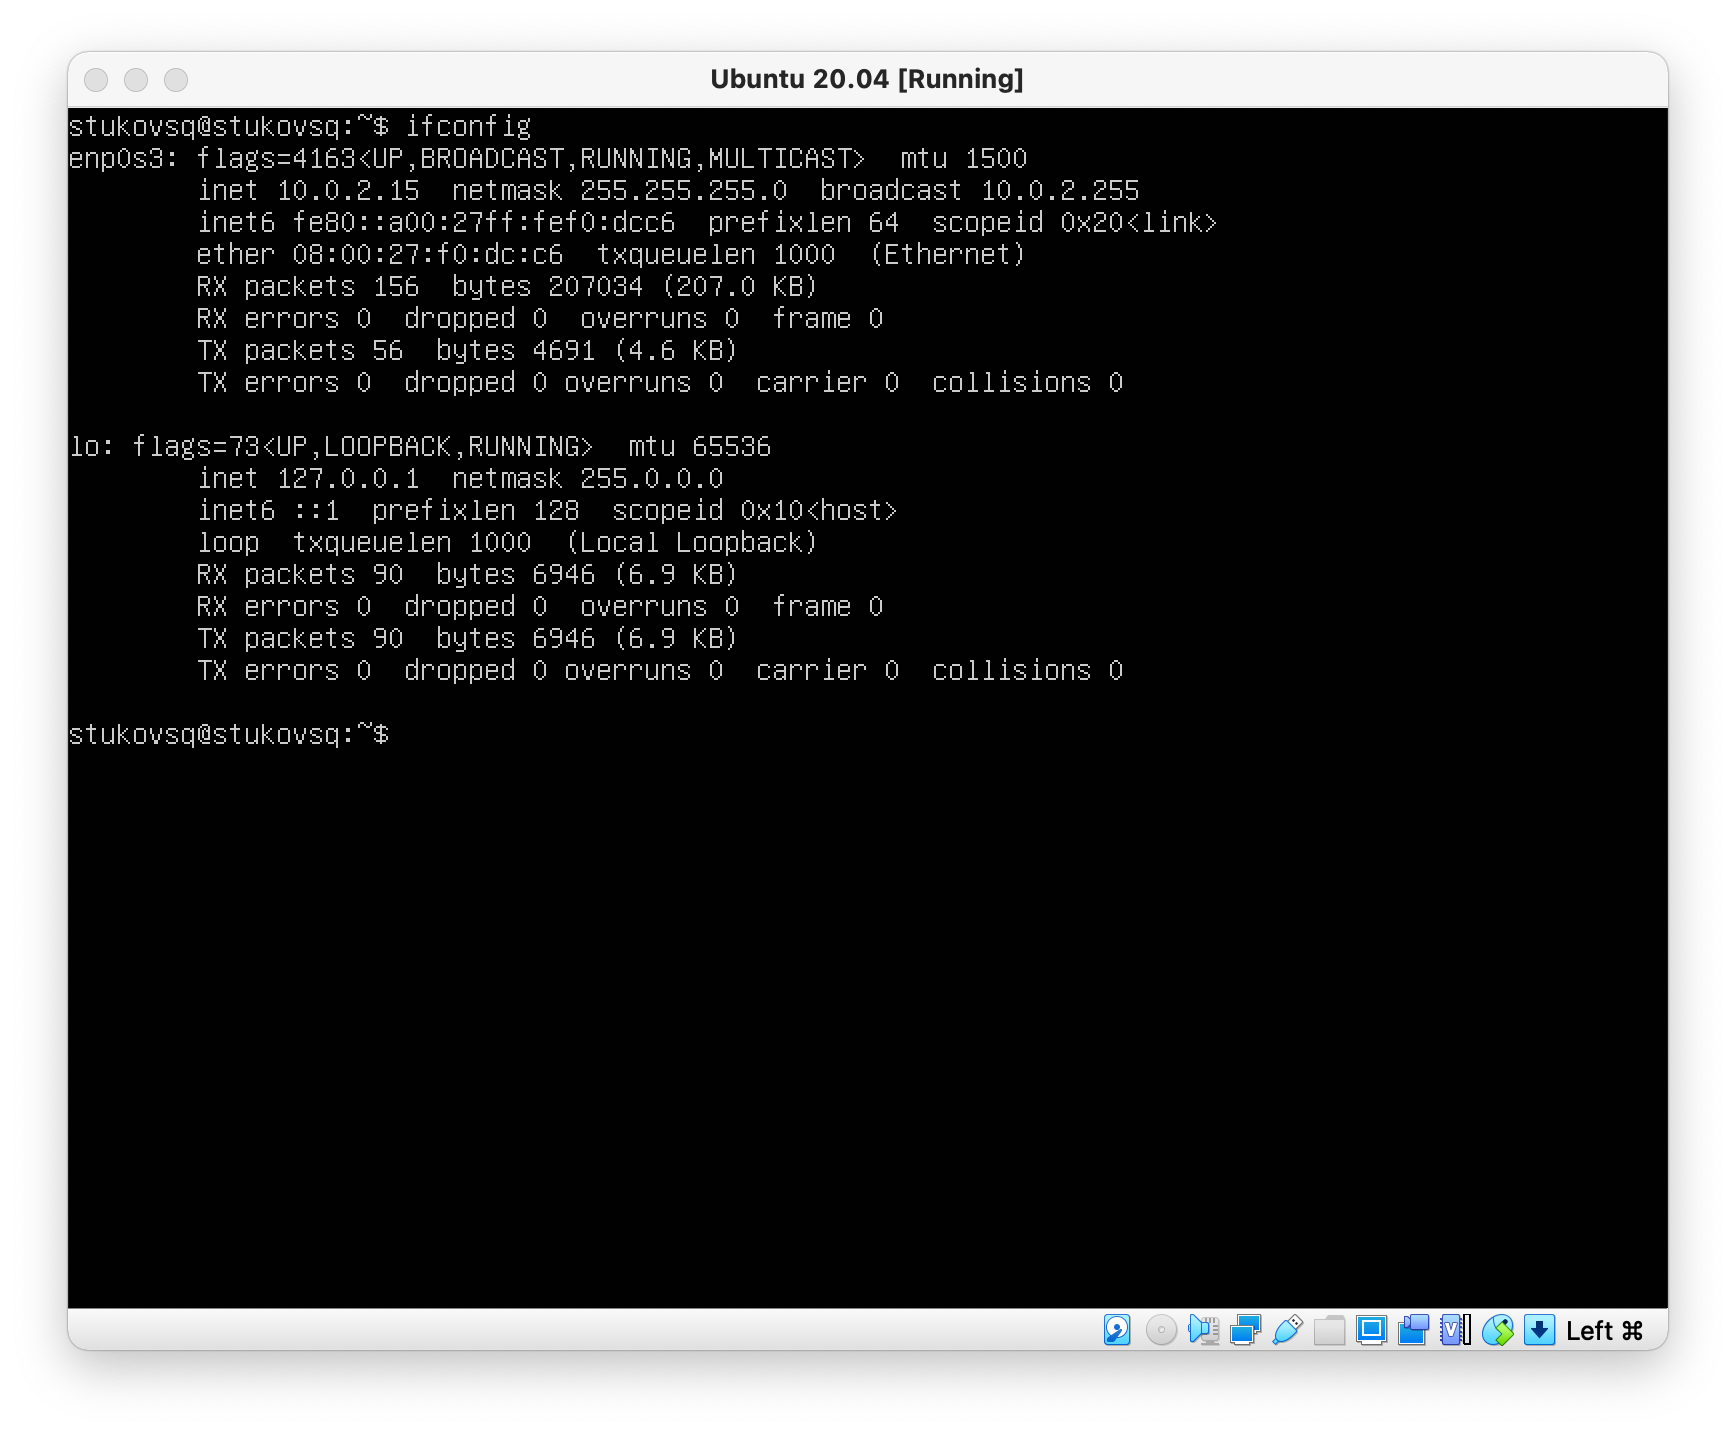 Ubuntu 20.04 [Running]
stukovsq@stukovsq:~$ ifconfig
enp0s3: flags=4163<UP,BROADCAST,RUNNING,MULTICAST>  mtu 1500
        inet 10.0.2.15  netmask 255.255.255.0  broadcast 10.0.2.255
        inet6 fe80::a00:27ff:fef0:dcc6  prefixlen 64  scopeid 0x20<link>
        ether 08:00:27:f0:dc:c6  txqueuelen 1000  (Ethernet)
        RX packets 156  bytes 207034 (207.0 KB)
        RX errors 0  dropped 0  overruns 0  frame 0
        TX packets 56  bytes 4691 (4.6 KB)
        TX errors 0  dropped 0 overruns 0  carrier 0  collisions 0

lo: flags=73<UP,LOOPBACK,RUNNING>  mtu 65536
        inet 127.0.0.1  netmask 255.0.0.0
        inet6 ::1  prefixlen 128  scopeid 0x10<host>
        loop  txqueuelen 1000  (Local Loopback)
        RX packets 90  bytes 6946 (6.9 KB)
        RX errors 0  dropped 0  overruns 0  frame 0
        TX packets 90  bytes 6946 (6.9 KB)
        TX errors 0  dropped 0 overruns 0  carrier 0  collisions 0

stukovsq@stukovsq:~$
Left ⌘